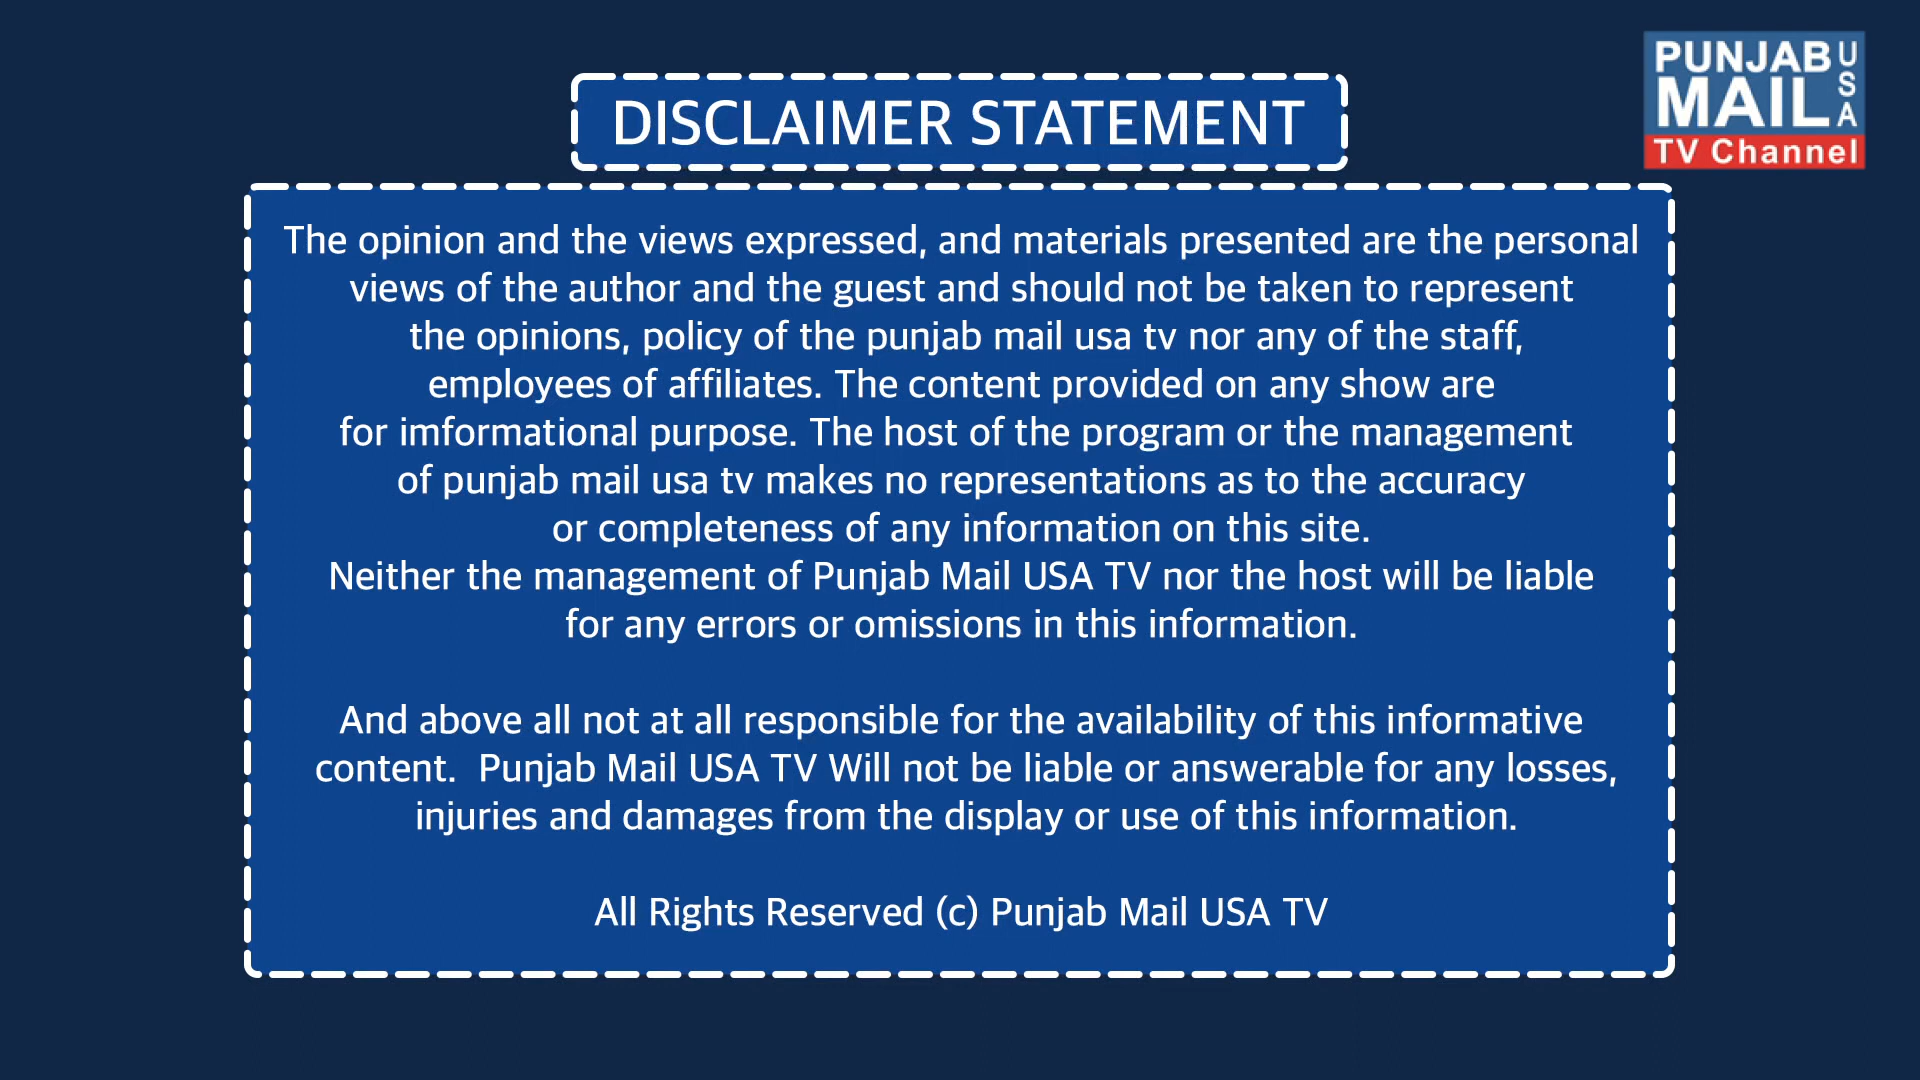 PUNJAB USA
MAIL
TV Channel
DISCLAIMER STATEMENT
The opinion and the views expressed, and materials presented are the personal
views of the author and the guest and should not be taken to represent
the opinions, policy of the punjab mail usa tv nor any of the staff,
employees of affiliates. The content provided on any show are
for imformational purpose. The host of the program or the management
of punjab mail usa tv makes no representations as to the accuracy
or completeness of any information on this site.
Neither the management of Punjab Mail USA TV nor the host will be liable
for any errors or omissions in this information.
And above all not at all responsible for the availability of this informative
content.  Punjab Mail USA TV Will not be liable or answerable for any losses,
injuries and damages from the display or use of this information.
All Rights Reserved (c) Punjab Mail USA TV